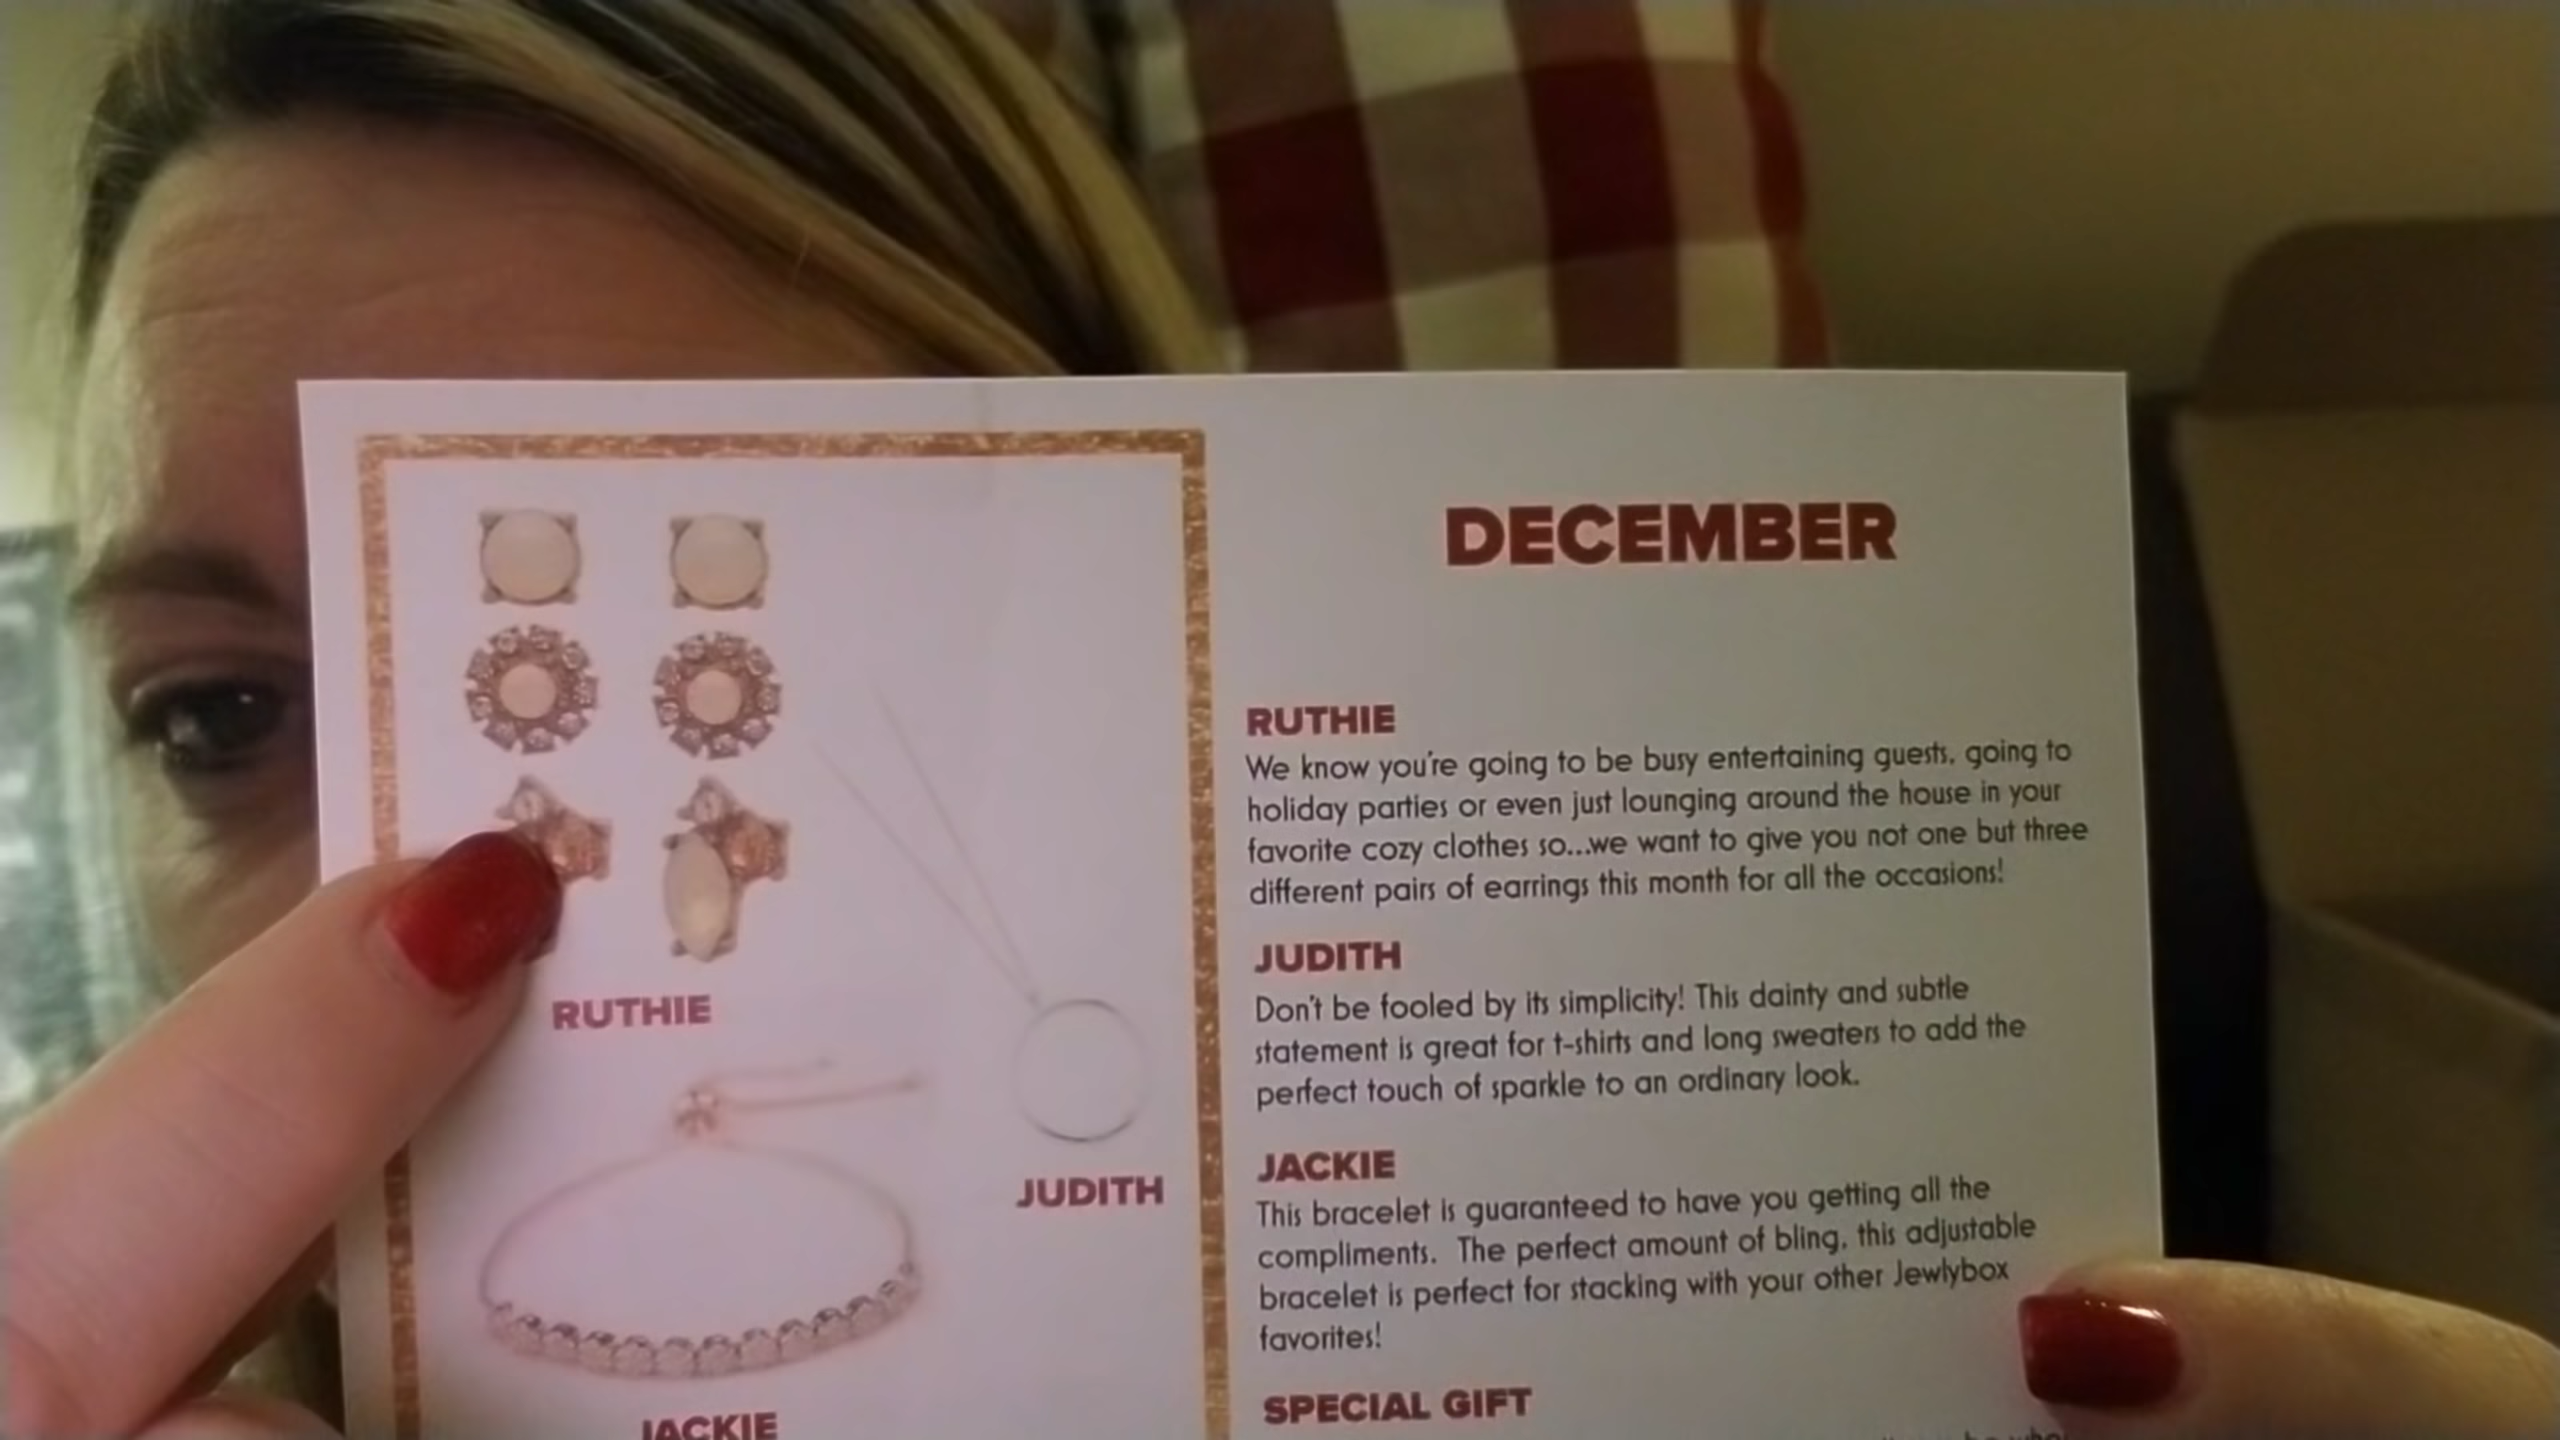 DECEMBER
RUTHIE
We know you're going to be busy entertaining guests, going to
holiday parties or even just lounging around the house in your
favorite cozy clothes so...we want to give you not one but three
different pairs of earrings this month for all the occasions!
JUDITH
Don't be fooled by its simplicity! This dainty and subtle
statement is great for t-shirts and long sweaters to add the
perfect touch of sparkle to an ordinary look.
JACKIE
This bracelet is guaranteed to have you getting all the
compliments. The perfect amount of bling, this adjustable
bracelet is perfect for stacking with your other Jewlybox
favorites!
SPECIAL GIFT
RUTHIE
JUDITH
JACKIE